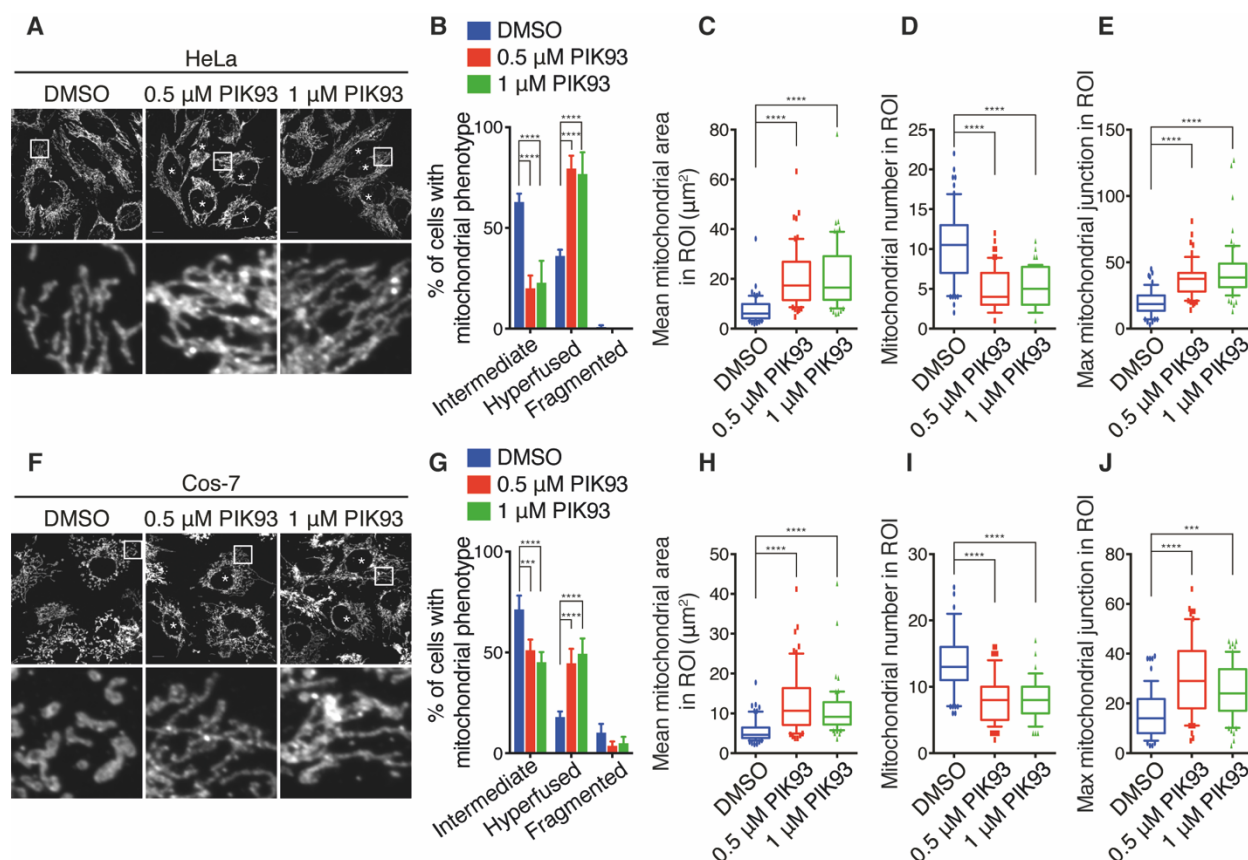 A
HeLa
DMSO 0.5 µM PIK93 1 µM PIK93
B
DMSO
0.5 µM PIK93
1 µM PIK93
% of cells with
mitochondrial phenotype
100
50
0
**** ****
**** ****
Intermediate
Hyperfused
Fragmented
C
Mean mitochondrial area
in ROI (µm²)
80
60
40
20
0
****
****
DMSO
0.5 µM PIK93
1 µM PIK93
D
Mitochondrial number in ROI
25
20
15
10
5
0
****
****
DMSO
0.5 µM PIK93
1 µM PIK93
E
Max mitochondrial junction in ROI
150
100
50
0
****
****
DMSO
0.5 µM PIK93
1 µM PIK93
F
Cos-7
DMSO 0.5 µM PIK93 1 µM PIK93
G
DMSO
0.5 µM PIK93
1 µM PIK93
% of cells with
mitochondrial phenotype
100
50
0
**** ****
*** ****
Intermediate
Hyperfused
Fragmented
H
Mean mitochondrial area
in ROI (µm²)
50
40
30
20
10
0
****
****
DMSO
0.5 µM PIK93
1 µM PIK93
I
Mitochondrial number in ROI
30
20
10
0
****
****
DMSO
0.5 µM PIK93
1 µM PIK93
J
Max mitochondrial junction in ROI
80
60
40
20
0
***
****
DMSO
0.5 µM PIK93
1 µM PIK93